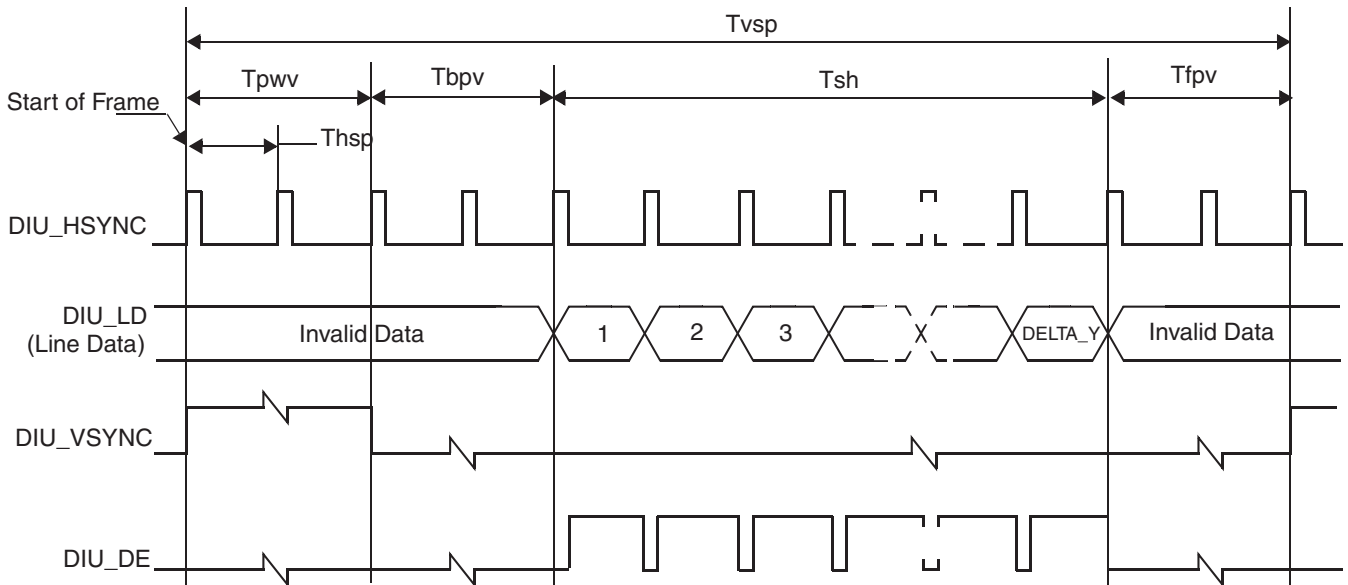 Tvsp
Tpwv
Tbpv
Tsh
Tfpv
Start of Frame
Thsp
DIU_HSYNC
DIU_LD
(Line Data)
Invalid Data
1
2
3
DELTA_Y
Invalid Data
DIU_VSYNC
DIU_DE